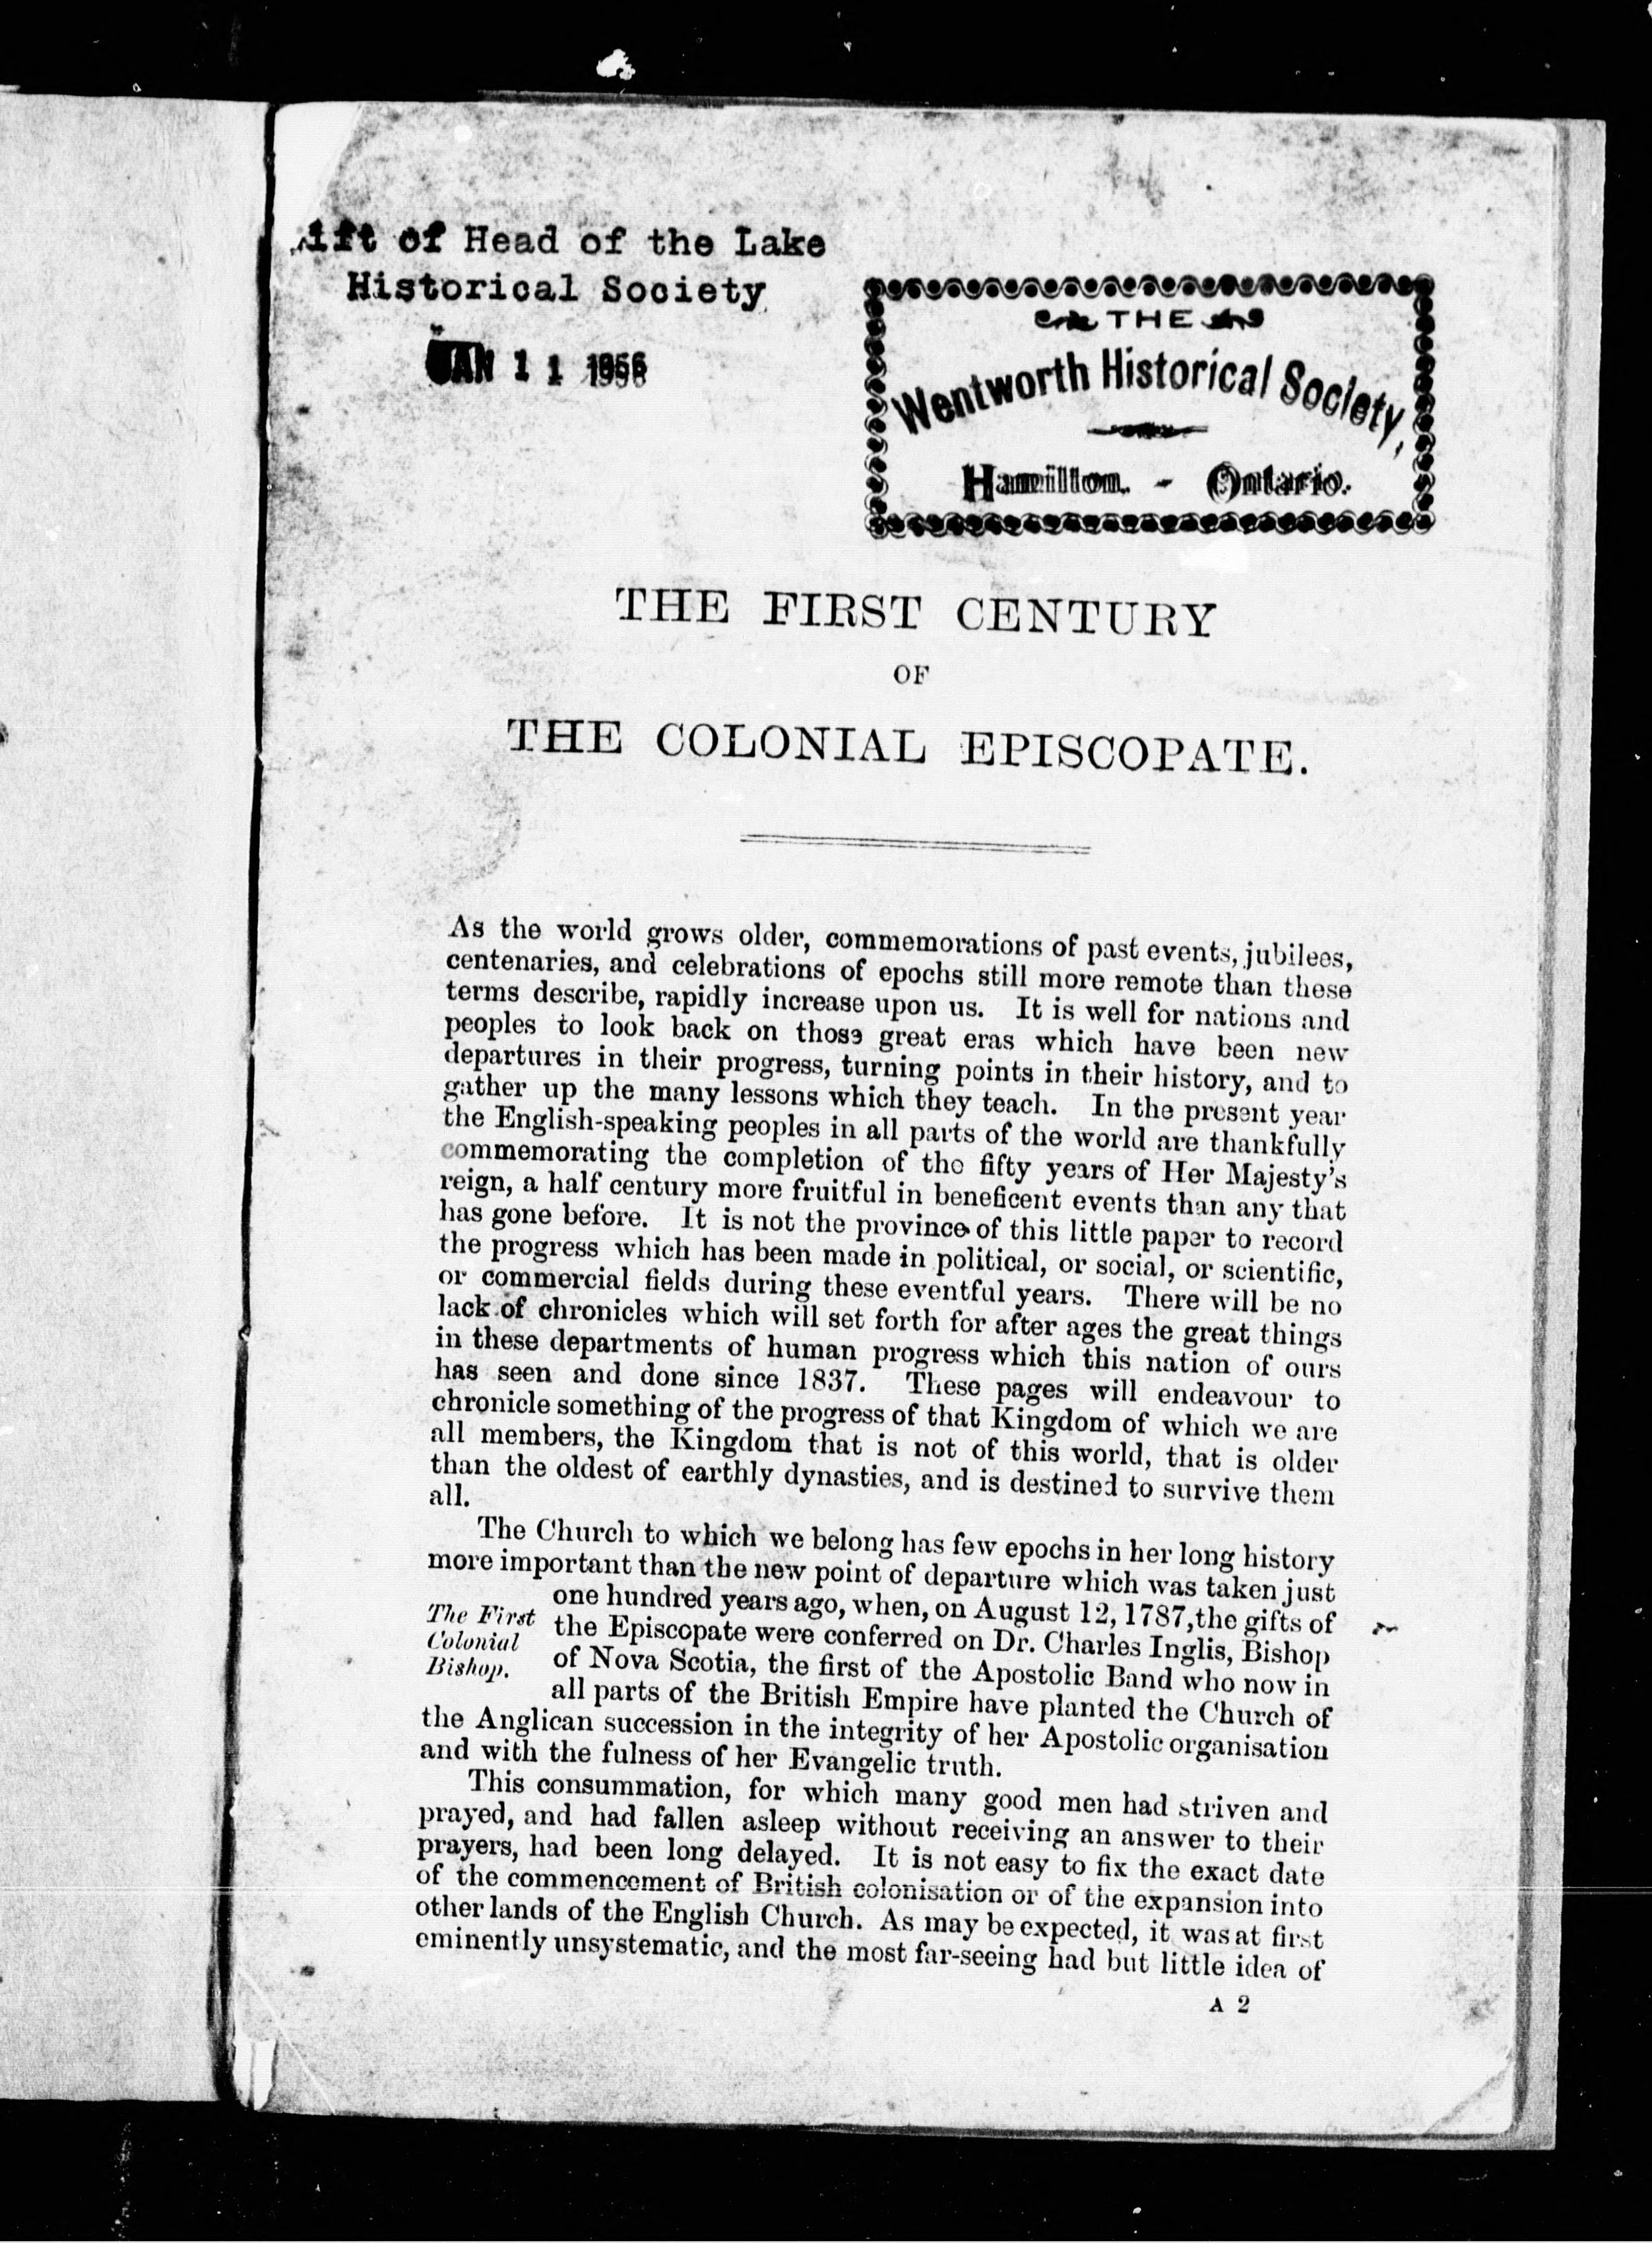 ift of Head of the Lake
Historical Society
JAN 11 1956
THE
Wentworth Historical Society,
Hamilton. - Ontario.
THE FIRST CENTURY
OF
THE COLONIAL EPISCOPATE.
As the world grows older, commemorations of past events, jubilees,
centenaries, and celebrations of epochs still more remote than these
terms describe, rapidly increase upon us. It is well for nations and
peoples to look back on those great eras which have been new
departures in their progress, turning points in their history, and to
gather up the many lessons which they teach. In the present year
the English-speaking peoples in all parts of the world are thankfully
commemorating the completion of the fifty years of Her Majesty's
reign, a half century more fruitful in beneficent events than any that
has gone before. It is not the province of this little paper to record
the progress which has been made in political, or social, or scientific,
or commercial fields during these eventful years. There will be no
lack of chronicles which will set forth for after ages the great things
in these departments of human progress which this nation of ours
has seen and done since 1837. These pages will endeavour to
chronicle something of the progress of that Kingdom of which we are
all members, the Kingdom that is not of this world, that is older
than the oldest of earthly dynasties, and is destined to survive them
all.
The Church to which we belong has few epochs in her long history
more important than the new point of departure which was taken just
one hundred years ago, when, on August 12, 1787, the gifts of
The First
Colonial
Bishop.
the Episcopate were conferred on Dr. Charles Inglis, Bishop
of Nova Scotia, the first of the Apostolic Band who now in
all parts of the British Empire have planted the Church of
the Anglican succession in the integrity of her Apostolic organisation
and with the fulness of her Evangelic truth.
This consummation, for which many good men had striven and
prayed, and had fallen asleep without receiving an answer to their
prayers, had been long delayed. It is not easy to fix the exact date
of the commencement of British colonisation or of the expansion into
other lands of the English Church. As may be expected, it was at first
eminently unsystematic, and the most far-seeing had but little idea of
A 2